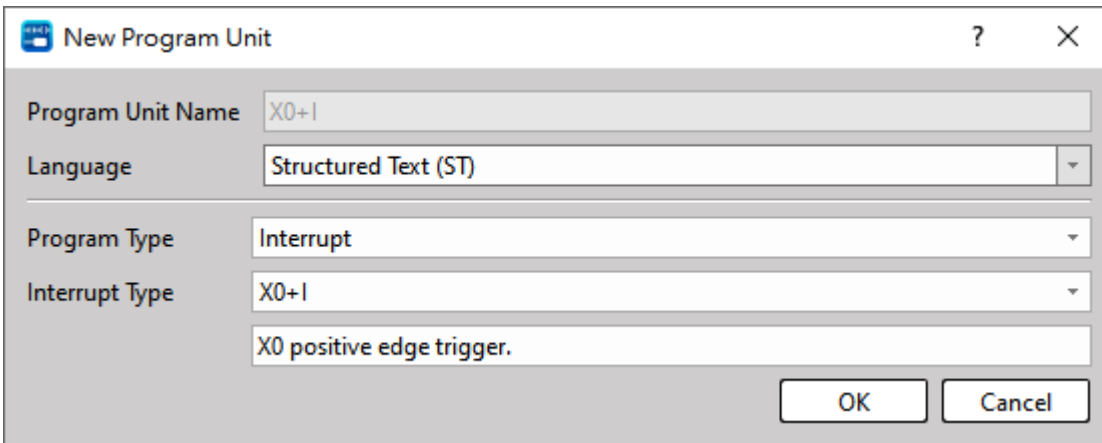 New Program Unit ?
Program Unit Name X0+I
Language Structured Text (ST)
Program Type Interrupt
Interrupt Type X0+I
X0 positive edge trigger.
OK Cancel